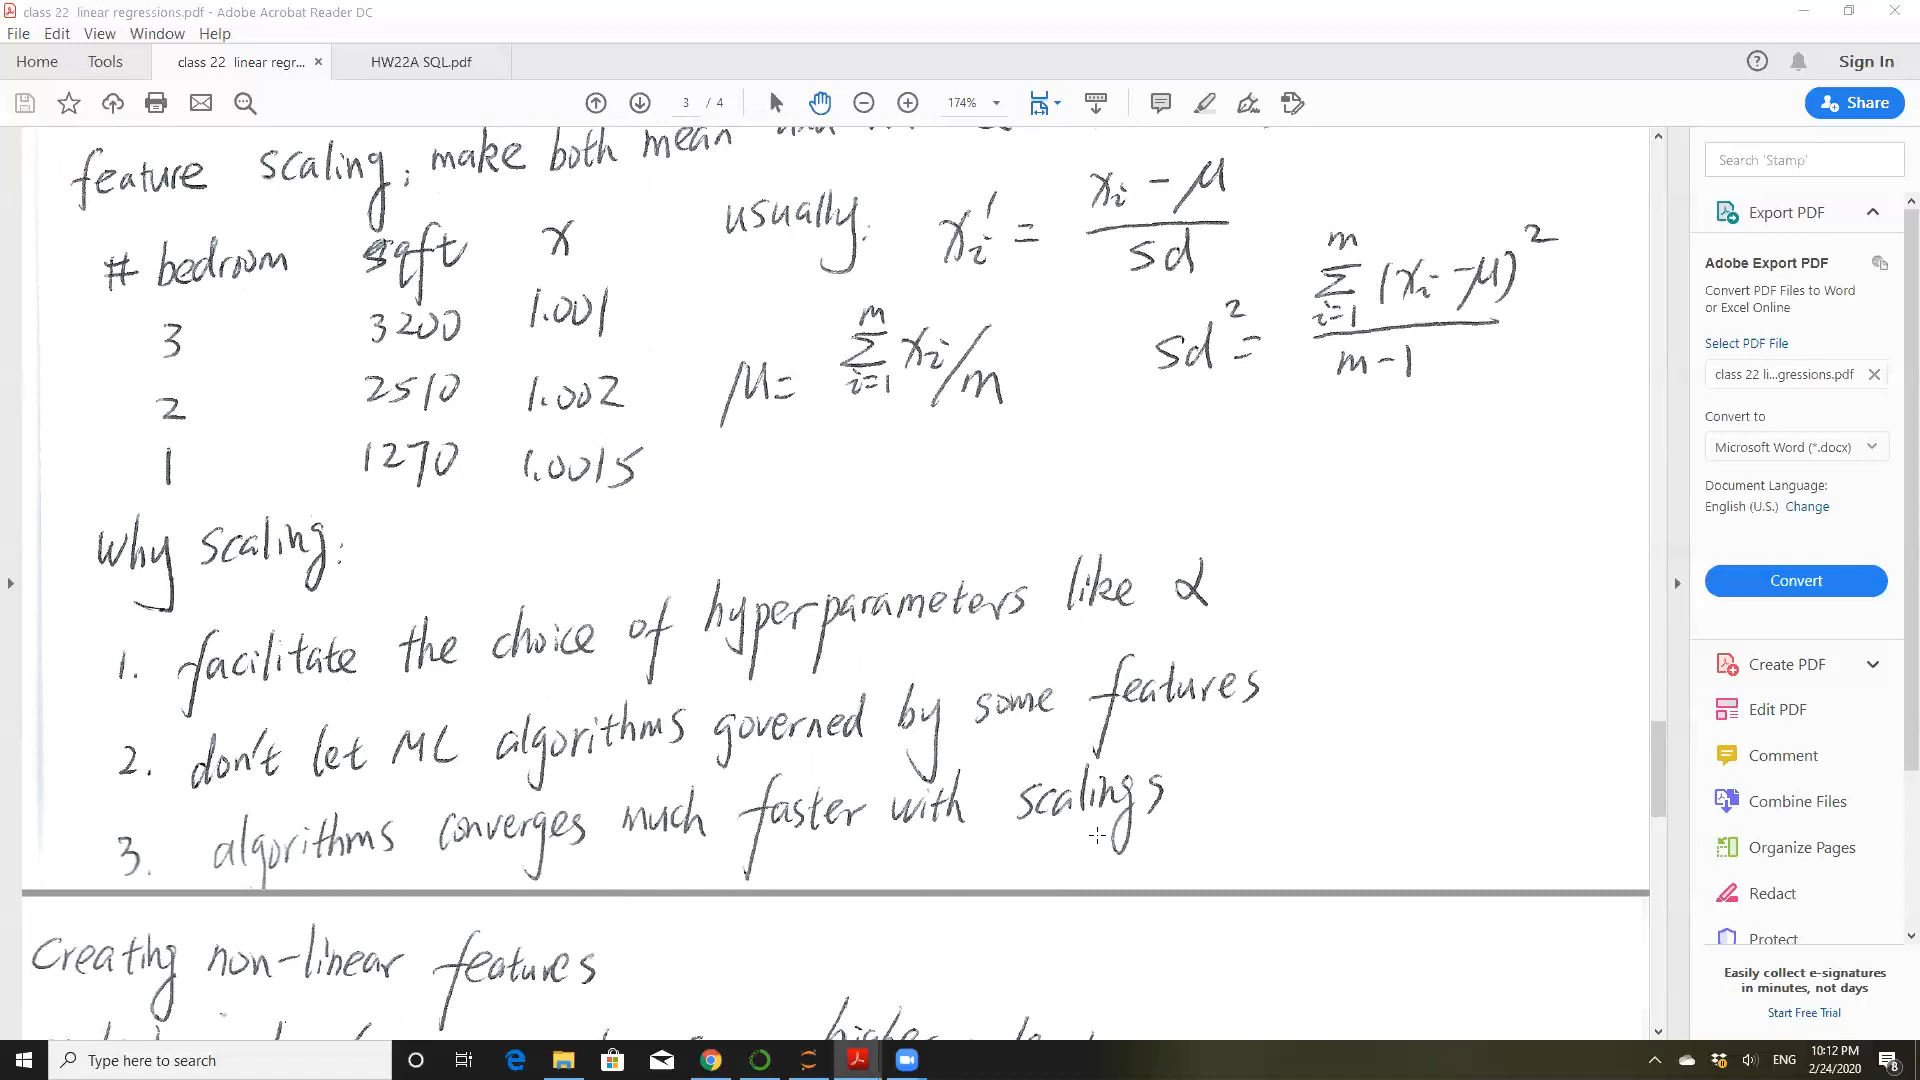 class 22 linear regressions.pdf - Adobe Acrobat Reader DC
File Edit View Window Help
Home Tools class 22 linear regr... × HW22A SQL.pdf Sign In
3 / 4 174% Share
feature scaling; make both mean and
usually: xᵢ' = (xᵢ - μ) / sd
# bedroom sqft x
3 3200 1.001
2 2510 1.002
1 1270 1.0015
μ = Σᵢ₌₁ᵐ xᵢ/m
sd² = Σᵢ₌₁ᵐ (xᵢ - μ)² / (m-1)
Why scaling:
1. facilitate the choice of hyperparameters like α
2. don't let ML algorithms governed by some features
3. algorithms converges much faster with scalings
Creating non-linear features
higher
Search 'Stamp'
Export PDF
Adobe Export PDF
Convert PDF Files to Word
or Excel Online
Select PDF File
class 22 li...gressions.pdf ×
Convert to
Microsoft Word (*.docx)
Document Language:
English (U.S.) Change
Convert
Create PDF
Edit PDF
Comment
Combine Files
Organize Pages
Redact
Protect
Easily collect e-signatures
in minutes, not days
Start Free Trial
Type here to search
ENG
10:12 PM
2/24/2020
8